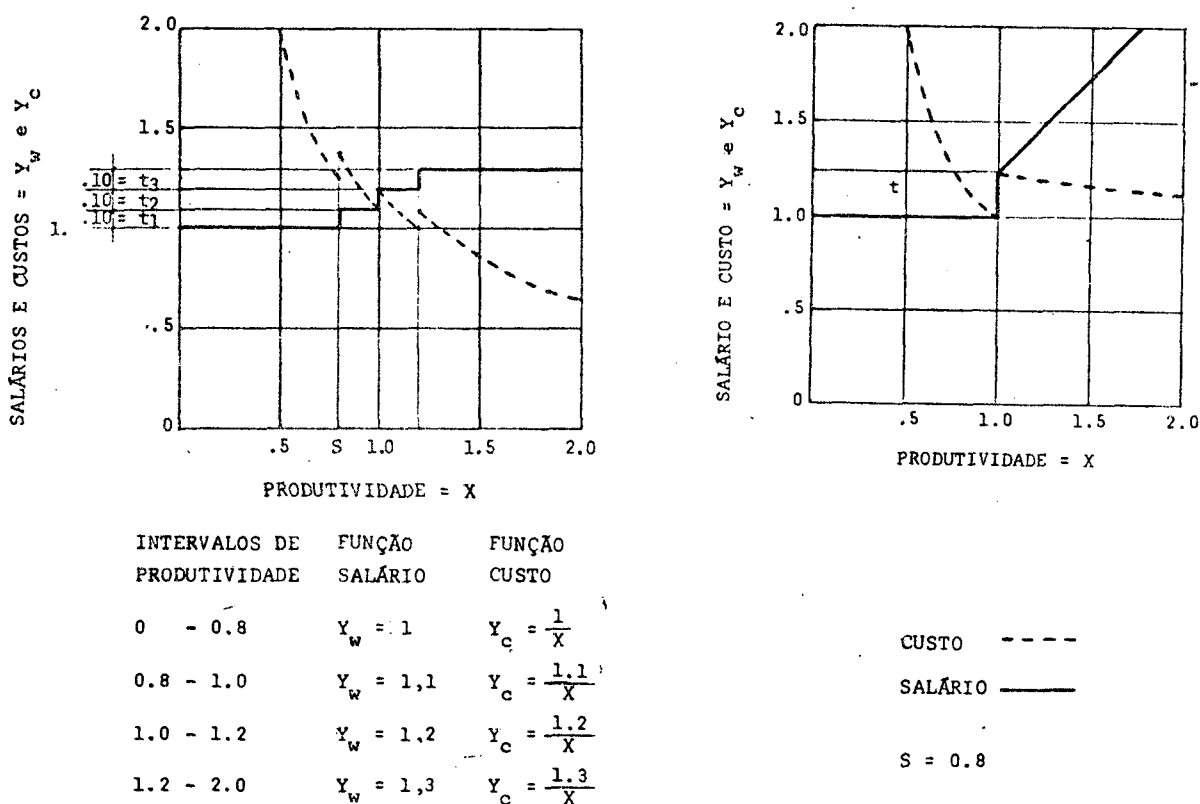 2.0
1.5
.10 = t3
.10 = t2
.10 = t1
1.
.5
0
SALÁRIOS E CUSTOS = Yw e Yc
.5 S 1.0 1.5 2.0
PRODUTIVIDADE = X
2.0
1.5
t
1.0
.5
0
SALÁRIO E CUSTO = Yw e Yc
.5 1.0 1.5 2.0
PRODUTIVIDADE = X
INTERVALOS DE FUNÇÃO FUNÇÃO
PRODUTIVIDADE SALÁRIO CUSTO
0 - 0.8 Yw = 1 Yc = 1/X
0.8 - 1.0 Yw = 1,1 Yc = 1.1/X
1.0 - 1.2 Yw = 1,2 Yc = 1.2/X
1.2 - 2.0 Yw = 1,3 Yc = 1.3/X
CUSTO
SALÁRIO
S = 0.8